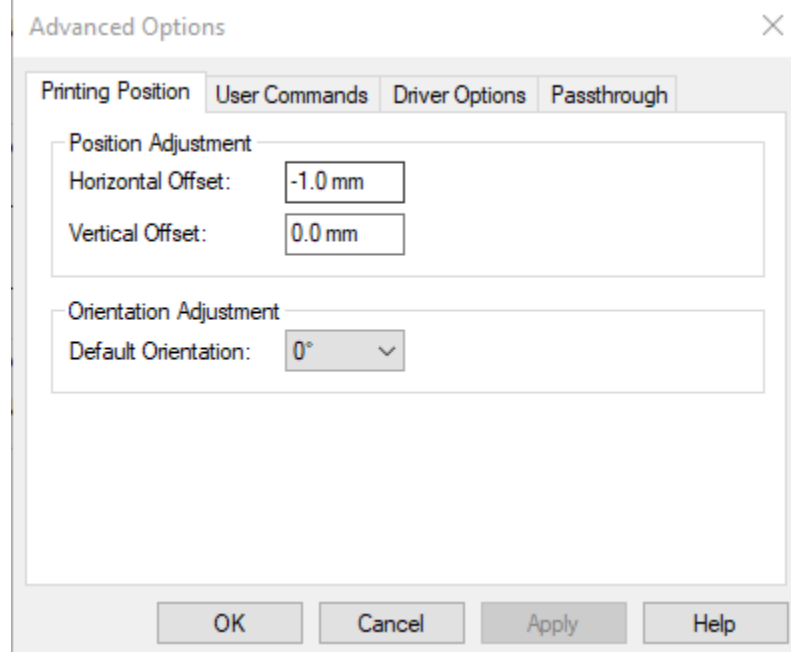 Advanced Options
Printing Position User Commands Driver Options Passthrough
Position Adjustment
Horizontal Offset: -1.0 mm
Vertical Offset: 0.0 mm
Orientation Adjustment
Default Orientation: 0°
OK Cancel Apply Help